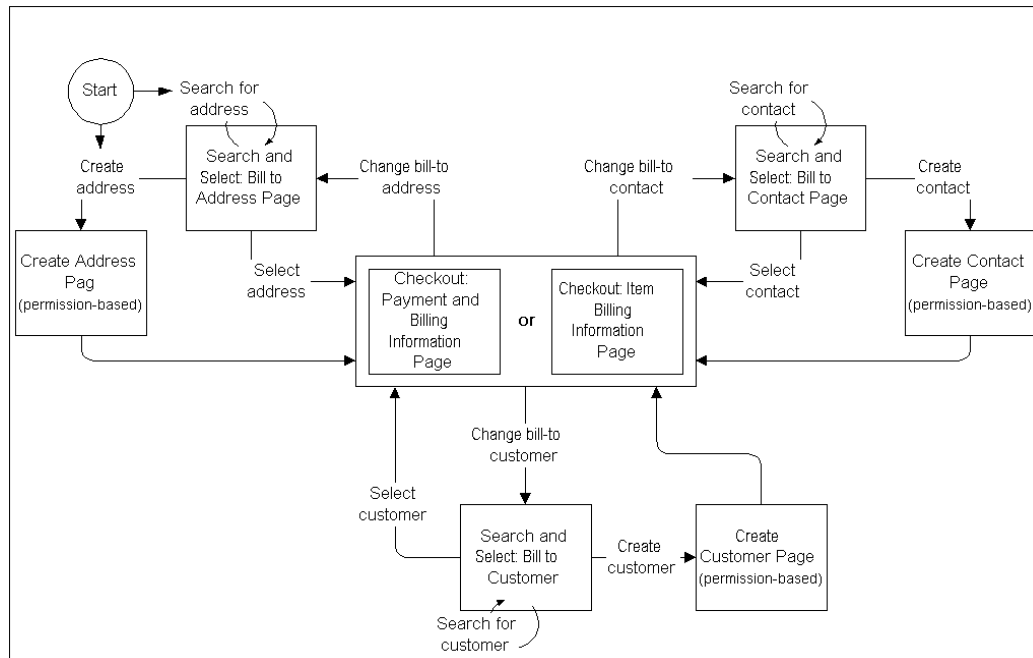 Start
Search for
address
Create
address
Search and
Select: Bill to
Address Page
Change bill-to
address
Select
address
Create Address
Pag
(permission-based)
Change bill-to
contact
Search for
contact
Search and
Select: Bill to
Contact Page
Create
contact
Select
contact
Create Contact
Page
(permission-based)
Checkout:
Payment and
Billing
Information
Page
or
Checkout: Item
Billing
Information
Page
Change bill-to
customer
Select
customer
Search and
Select: Bill to
Customer
Search for
customer
Create
customer
Create
Customer Page
(permission-based)